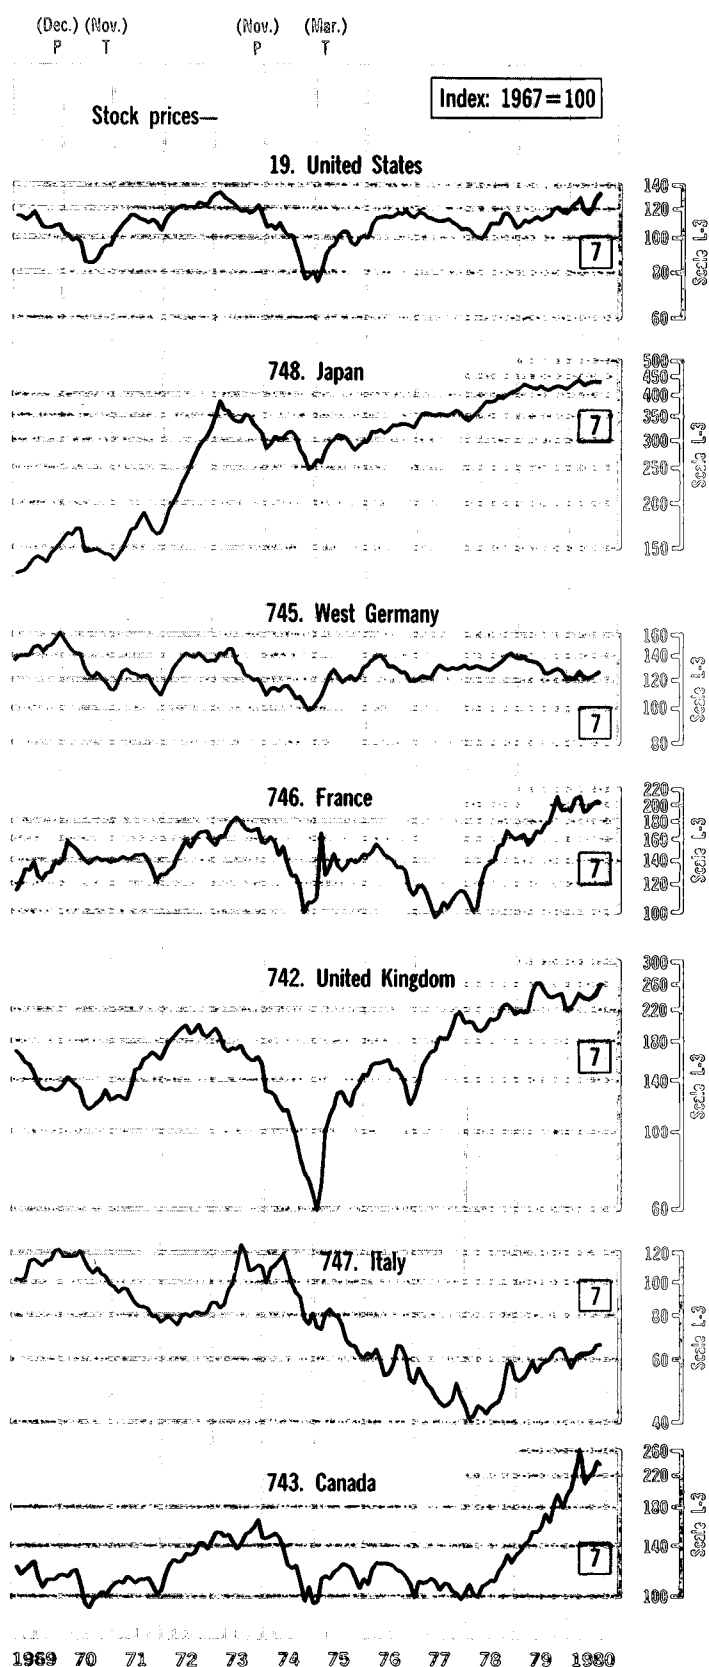 (Dec.) (Nov.) (Nov.) (Mar.)
P T P T
Index: 1967=100
Stock prices—
19. United States
140
120
100
80
60
7
Scale L-3
748. Japan
500
450
400
350
300
250
200
150
7
Scale L-3
745. West Germany
160
140
120
100
80
7
Scale L-3
746. France
220
200
180
160
140
120
100
7
Scale L-3
742. United Kingdom
300
260
220
180
140
100
60
7
Scale L-3
747. Italy
120
100
80
60
40
7
Scale L-3
743. Canada
260
220
180
140
100
7
Scale L-3
1969 70 71 72 73 74 75 76 77 78 79 1980